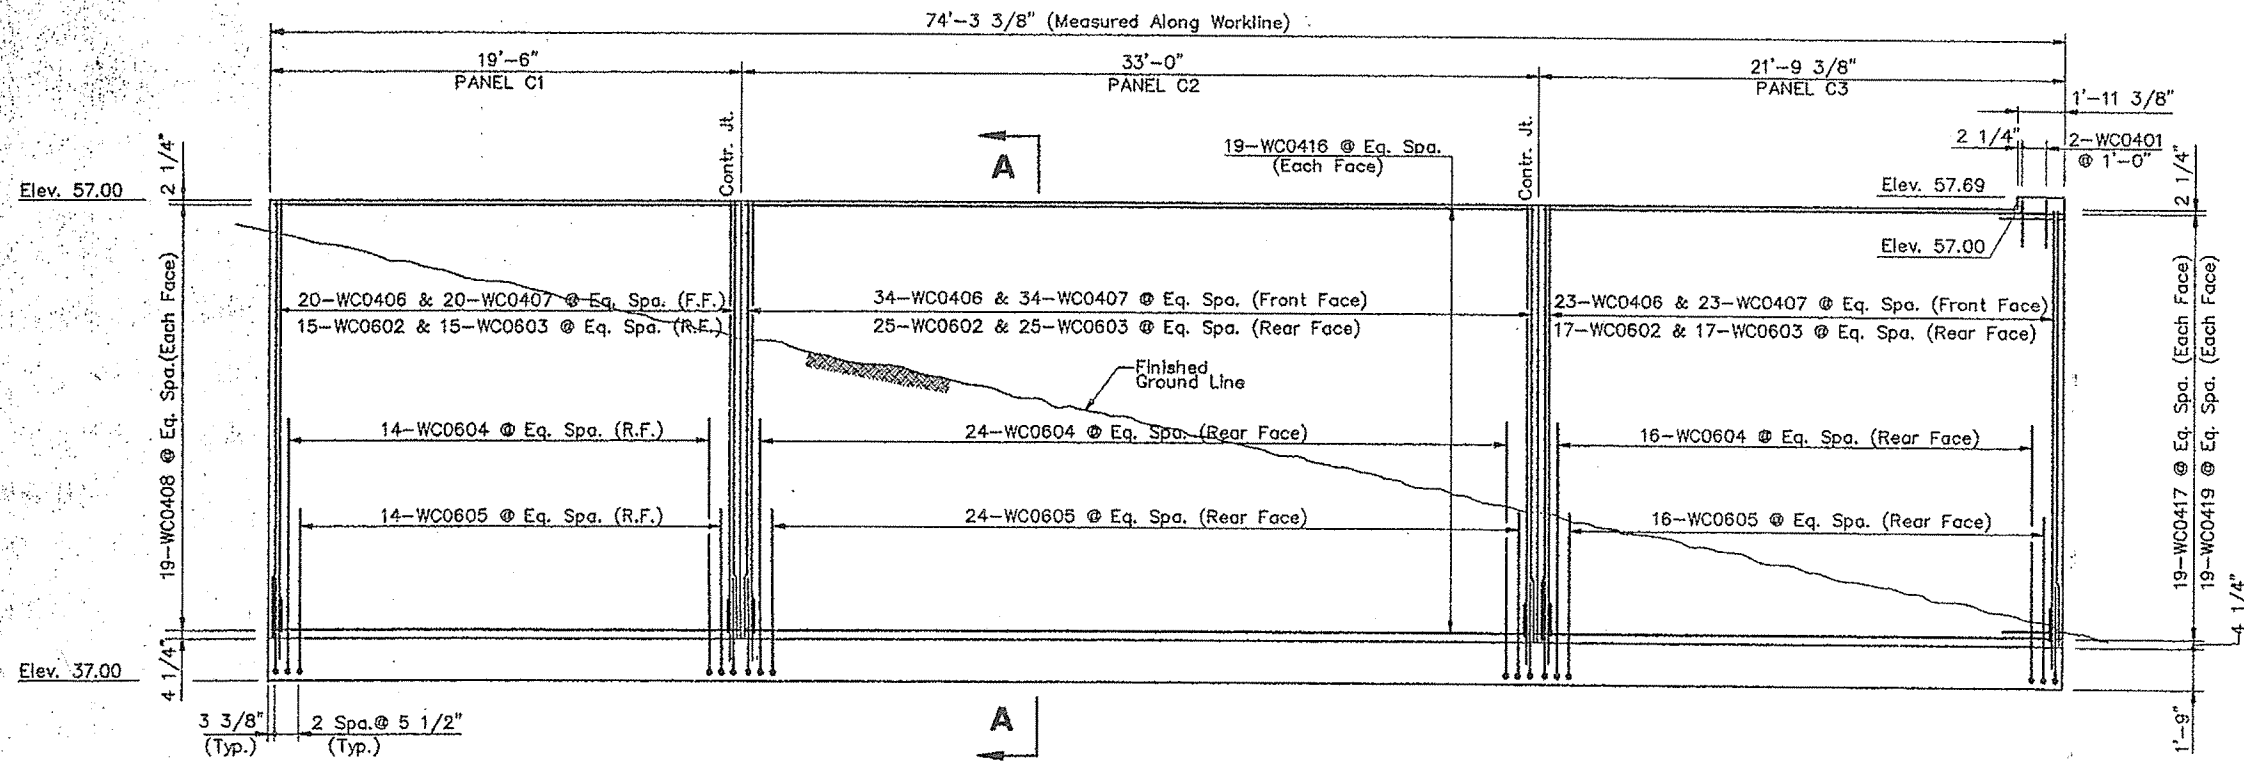 74'-3 3/8" (Measured Along Workline)
19'-6"
PANEL C1
33'-0"
PANEL C2
21'-9 3/8"
PANEL C3
1'-11 3/8"
2 1/4"
2-WC0401
@ 1'-0"
2 1/4"
Contr. Jt.
A
19-WC0416 @ Eq. Spa.
(Each Face)
Contr. Jt.
2 1/4"
Elev. 57.00
Elev. 57.69
Elev. 57.00
19-WC0408 @ Eq. Spa.(Each Face)
20-WC0406 & 20-WC0407 @ Eq. Spa. (F.F.)
15-WC0602 & 15-WC0603 @ Eq. Spa. (R.F.)
34-WC0406 & 34-WC0407 @ Eq. Spa. (Front Face)
25-WC0602 & 25-WC0603 @ Eq. Spa. (Rear Face)
23-WC0406 & 23-WC0407 @ Eq. Spa. (Front Face)
17-WC0602 & 17-WC0603 @ Eq. Spa. (Rear Face)
Finished
Ground Line
14-WC0604 @ Eq. Spa. (R.F.)
24-WC0604 @ Eq. Spa. (Rear Face)
16-WC0604 @ Eq. Spa. (Rear Face)
14-WC0605 @ Eq. Spa. (R.F.)
24-WC0605 @ Eq. Spa. (Rear Face)
16-WC0605 @ Eq. Spa. (Rear Face)
19-WC0417 @ Eq. Spa. (Each Face)
19-WC0419 @ Eq. Spa. (Each Face)
4 1/4"
4 1/4"
Elev. 37.00
3 3/8"
(Typ.)
2 Spa.@ 5 1/2"
(Typ.)
A
1'-9"